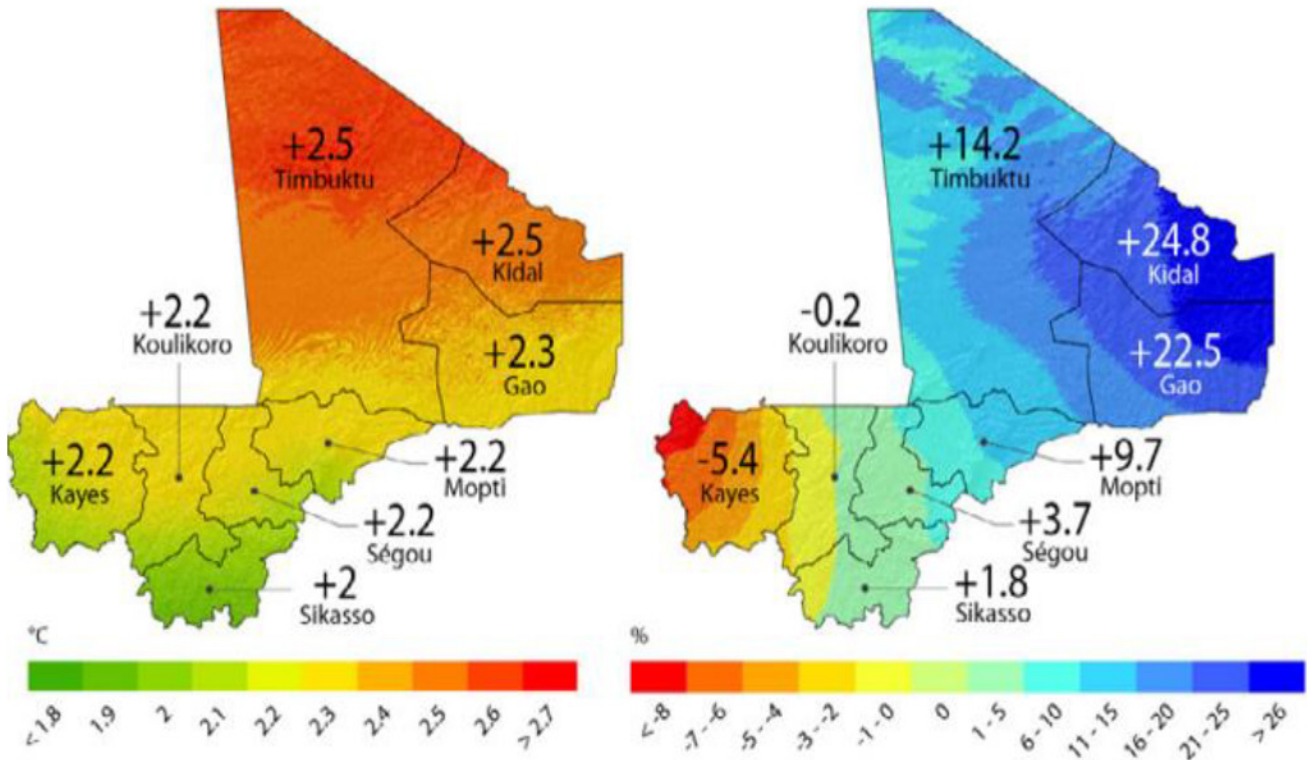 +2.5
Timbuktu
+2.5
Kidal
+2.2
Koulikoro
+2.3
Gao
+2.2
Kayes
+2.2
Mopti
+2.2
Ségou
+2
Sikasso
°C
< 1.8 1.9 2 2.1 2.2 2.3 2.4 2.5 2.6 > 2.7
+14.2
Timbuktu
+24.8
Kidal
-0.2
Koulikoro
+22.5
Gao
-5.4
Kayes
+9.7
Mopti
+3.7
Ségou
+1.8
Sikasso
%
< -8 -7 - -6 -5 - -4 -3 - -2 -1 - 0 0 1 - 5 6 - 10 11 - 15 16 - 20 21 - 25 > 26